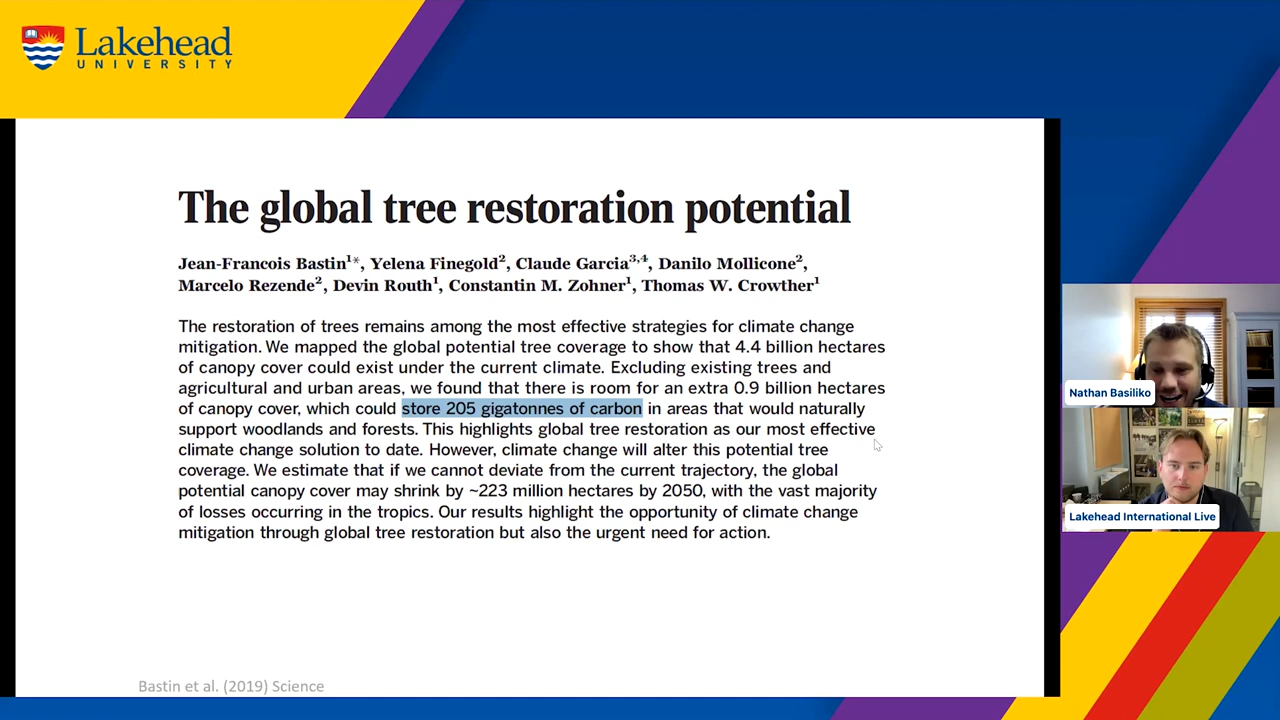 Lakehead
UNIVERSITY
The global tree restoration potential
Jean-Francois Bastin1*, Yelena Finegold2, Claude Garcia3,4, Danilo Mollicone2,
Marcelo Rezende2, Devin Routh1, Constantin M. Zohner1, Thomas W. Crowther1
The restoration of trees remains among the most effective strategies for climate change
mitigation. We mapped the global potential tree coverage to show that 4.4 billion hectares
of canopy cover could exist under the current climate. Excluding existing trees and
agricultural and urban areas, we found that there is room for an extra 0.9 billion hectares
of canopy cover, which could store 205 gigatonnes of carbon in areas that would naturally
support woodlands and forests. This highlights global tree restoration as our most effective
climate change solution to date. However, climate change will alter this potential tree
coverage. We estimate that if we cannot deviate from the current trajectory, the global
potential canopy cover may shrink by ~223 million hectares by 2050, with the vast majority
of losses occurring in the tropics. Our results highlight the opportunity of climate change
mitigation through global tree restoration but also the urgent need for action.
Bastin et al. (2019) Science
Nathan Basiliko
Lakehead International Live